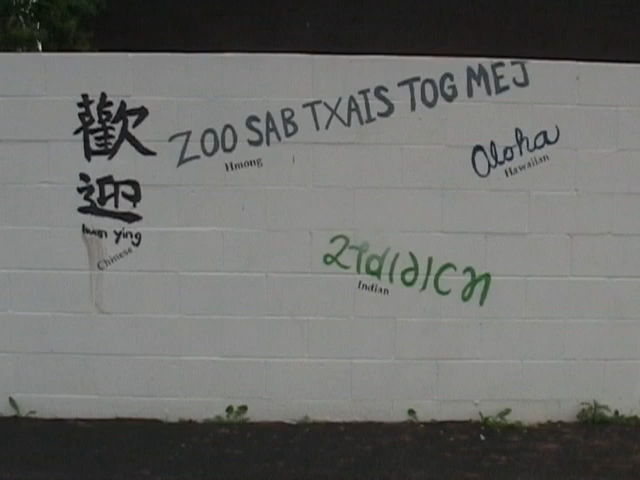 歡
迎
huan ying
Chinese
ZOO SAB TXAIS TOG MEJ
Hmong
Aloha
Hawaiian
Indian